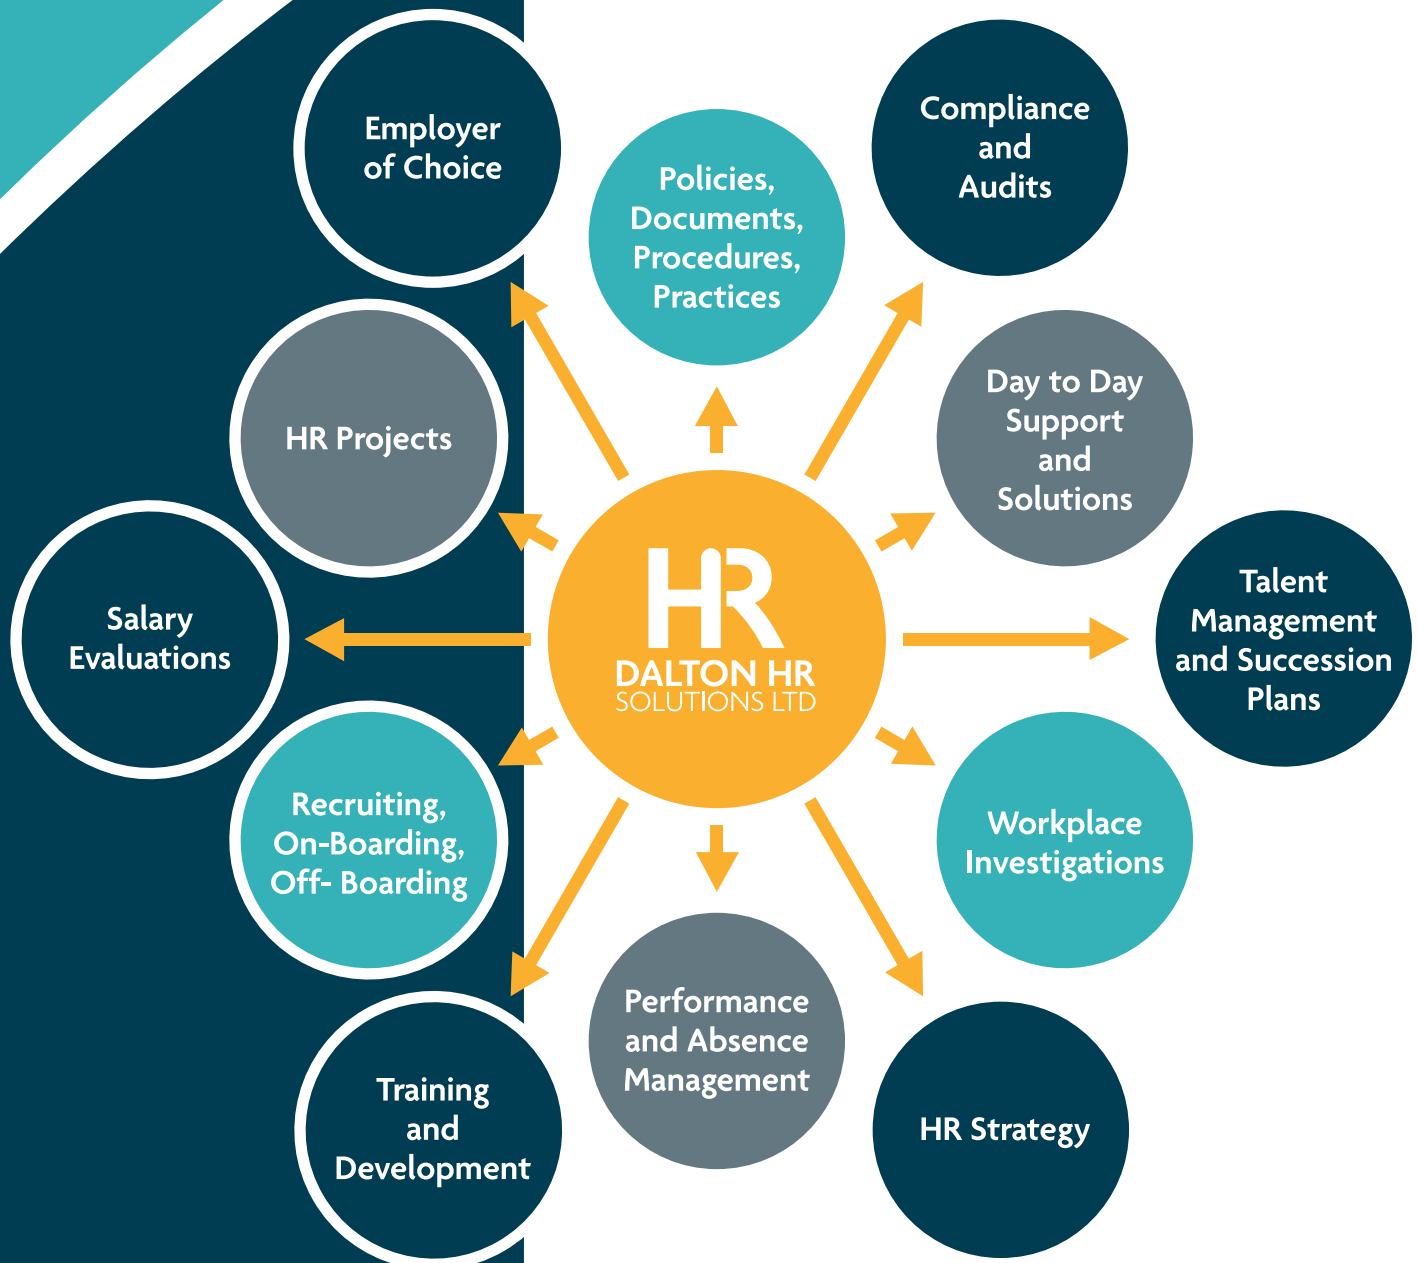 Employer
of Choice
Policies,
Documents,
Procedures,
Practices
Compliance
and
Audits
HR Projects
Day to Day
Support
and
Solutions
Salary
Evaluations
HR
DALTON HR
SOLUTIONS LTD
Talent
Management
and Succession
Plans
Recruiting,
On-Boarding,
Off- Boarding
Workplace
Investigations
Training
and
Development
Performance
and Absence
Management
HR Strategy